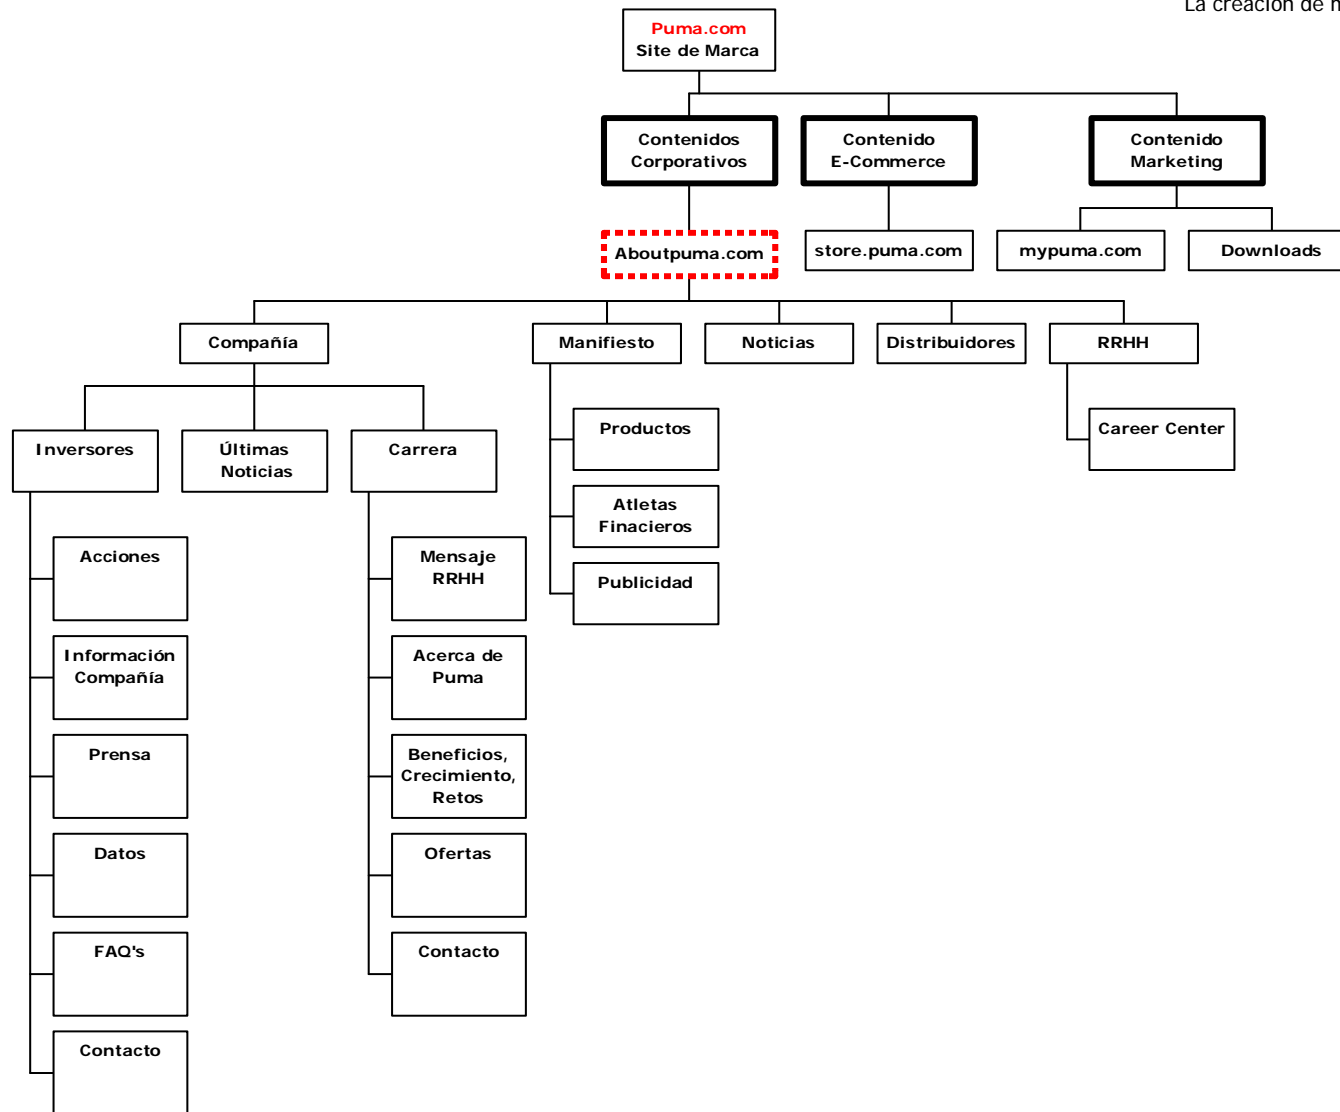 La creación de
Puma.com
Site de Marca
Contenidos
Corporativos
Contenido
E-Commerce
Contenido
Marketing
Aboutpuma.com
store.puma.com
mypuma.com
Downloads
Compañía
Manifiesto
Noticias
Distribuidores
RRHH
Inversores
Últimas
Noticias
Carrera
Productos
Career Center
Atletas
Finacieros
Publicidad
Acciones
Mensaje
RRHH
Información
Compañía
Acerca de
Puma
Prensa
Beneficios,
Crecimiento,
Retos
Datos
Ofertas
FAQ's
Contacto
Contacto